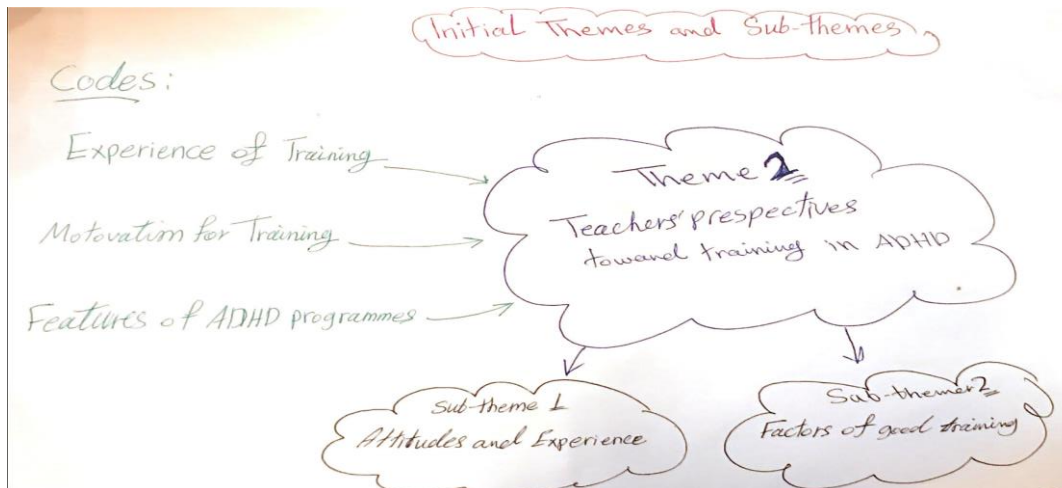 Initial Themes and Sub-themes
Codes:
Experience of Training
Motovation for Training
Features of ADHD programmes
Theme 2
Teachers' prespectives
toward training in ADHD
Sub-theme 1
Attitudes and Experience
Sub-themer 2
Factors of good training